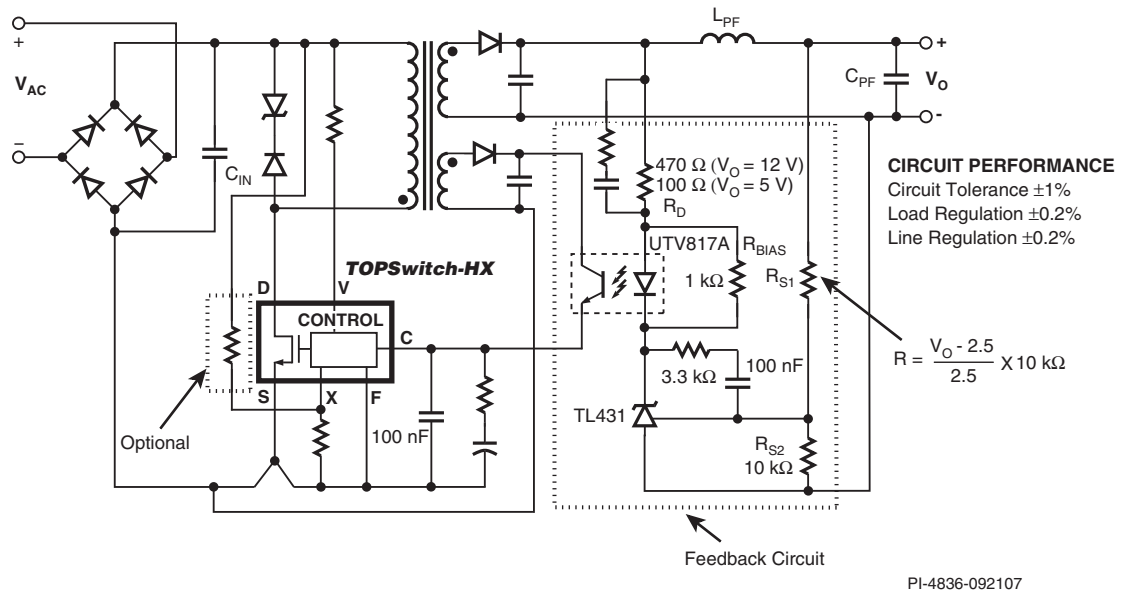 +
V_AC
−
C_IN
L_PF
+
C_PF
V_O
-
CIRCUIT PERFORMANCE
Circuit Tolerance ±1%
Load Regulation ±0.2%
Line Regulation ±0.2%
470 Ω (V_O = 12 V)
100 Ω (V_O = 5 V)
R_D
UTV817A
R_BIAS
1 kΩ
R_S1
TOPSwitch-HX
D
V
CONTROL
C
S
X
F
Optional
100 nF
3.3 kΩ
100 nF
TL431
R_S2
10 kΩ
R = (V_O - 2.5) / 2.5 X 10 kΩ
Feedback Circuit
PI-4836-092107